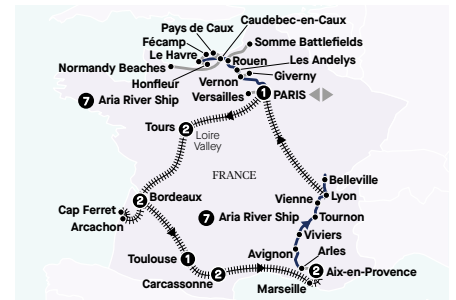 Caudebec-en-Caux
Pays de Caux
Fécamp
Somme Battlefields
Le Havre
Rouen
Les Andelys
Normandy Beaches
Honfleur
Vernon
Giverny
Versailles
1 PARIS
7 Aria River Ship
Tours 2
Loire
Valley
FRANCE
Belleville
Lyon
Vienne
2 Bordeaux
Cap Ferret
Arcachon
7 Aria River Ship
Tournon
Viviers
Avignon
Arles
Toulouse 1
2 Aix-en-Provence
Carcassonne 2
Marseille